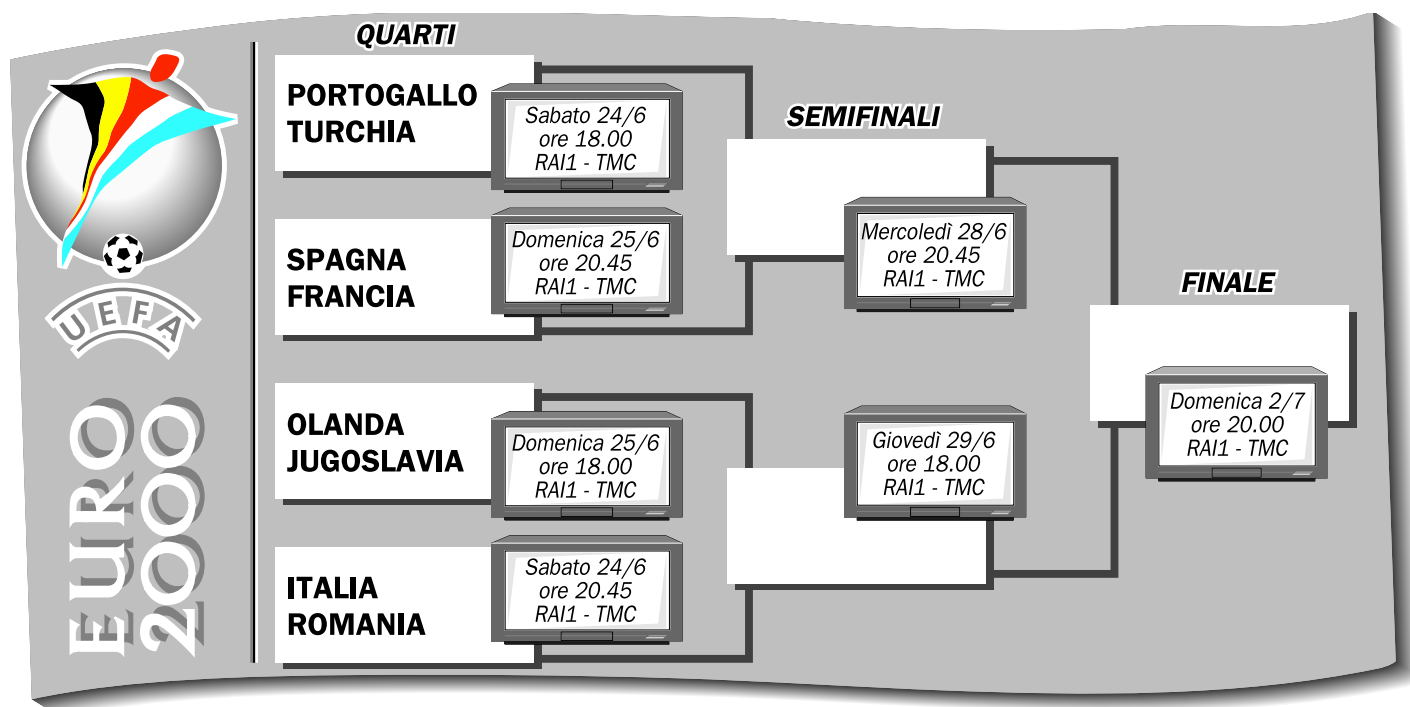 QUARTI
PORTOGALLO
TURCHIA
Sabato 24/6
ore 18.00
RAI1 - TMC
SPAGNA
FRANCIA
Domenica 25/6
ore 20.45
RAI1 - TMC
OLANDA
JUGOSLAVIA
Domenica 25/6
ore 18.00
RAI1 - TMC
ITALIA
ROMANIA
Sabato 24/6
ore 20.45
RAI1 - TMC
SEMIFINALI
Mercoledì 28/6
ore 20.45
RAI1 - TMC
Giovedì 29/6
ore 18.00
RAI1 - TMC
FINALE
Domenica 2/7
ore 20.00
RAI1 - TMC
UEFA
EURO
2000